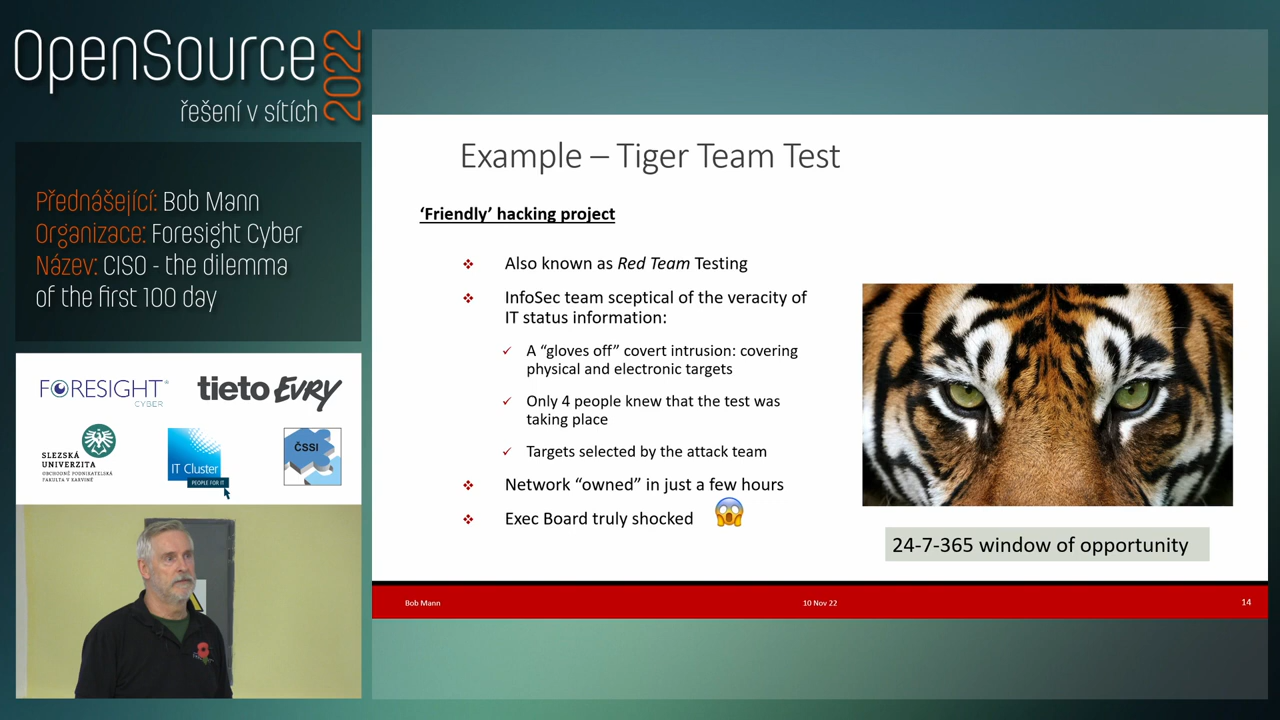 OpenSource
2022
řešení v sítích
Přednášející: Bob Mann
Organizace: Foresight Cyber
Název: CISO - the dilemma
of the first 100 day
FORESIGHT
CYBER
tieto EVRY
SLEZSKÁ
UNIVERZITA
OBCHODNĚ PODNIKATELSKÁ
FAKULTA V KARVINÉ
IT Cluster
PEOPLE FOR IT
ČSSI
Example – Tiger Team Test
‘Friendly’ hacking project
❖ Also known as Red Team Testing
❖ InfoSec team sceptical of the veracity of
IT status information:
✓ A “gloves off” covert intrusion: covering
physical and electronic targets
✓ Only 4 people knew that the test was
taking place
✓ Targets selected by the attack team
❖ Network “owned” in just a few hours
❖ Exec Board truly shocked 😱
24-7-365 window of opportunity
Bob Mann
10 Nov 22
14